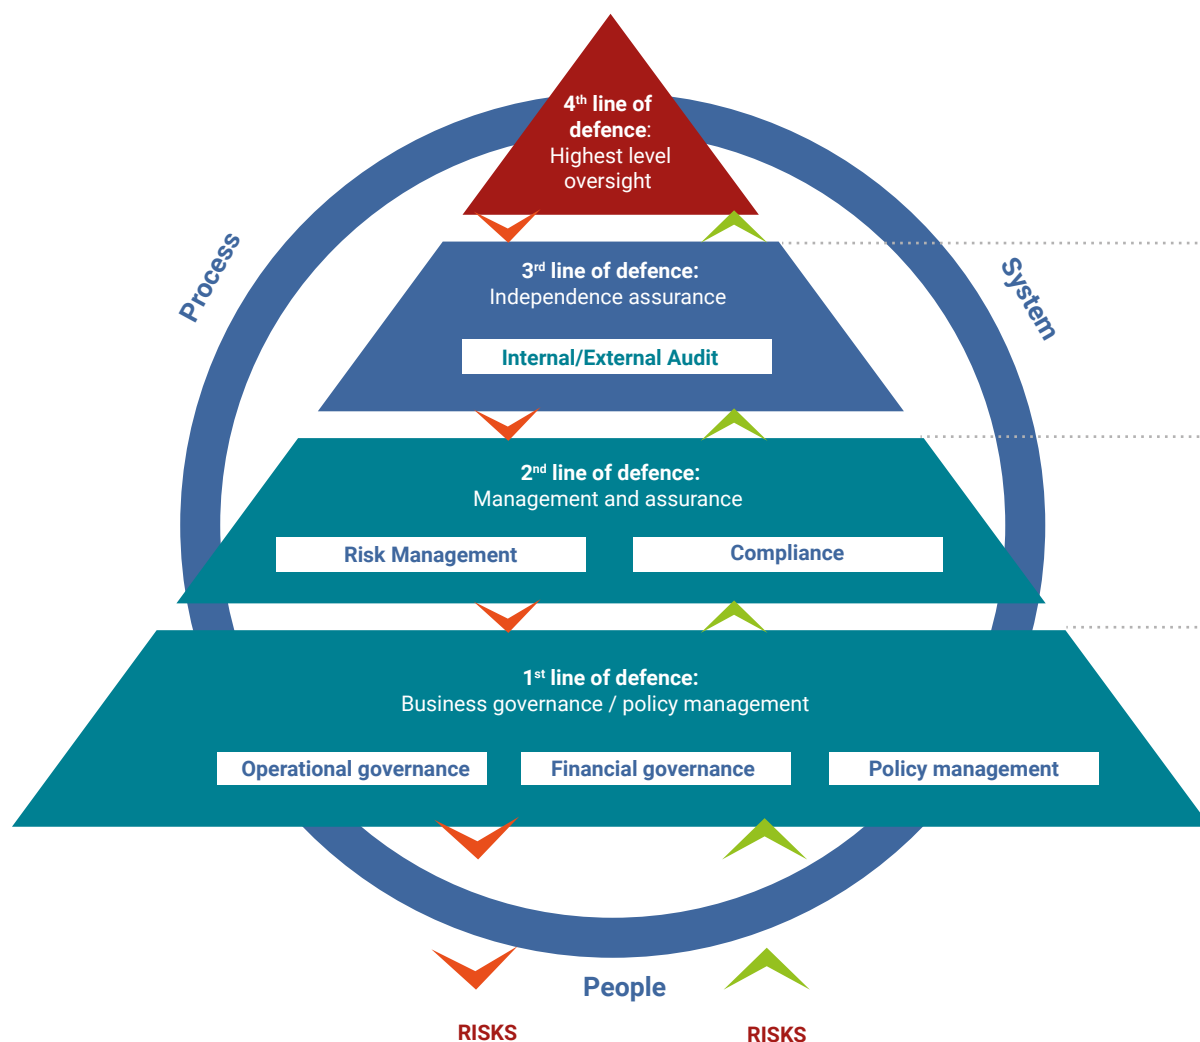 4th line of
defence:
Highest level
oversight
Process
System
3rd line of defence:
Independence assurance
Internal/External Audit
2nd line of defence:
Management and assurance
Risk Management
Compliance
1st line of defence:
Business governance / policy management
Operational governance
Financial governance
Policy management
People
RISKS
RISKS